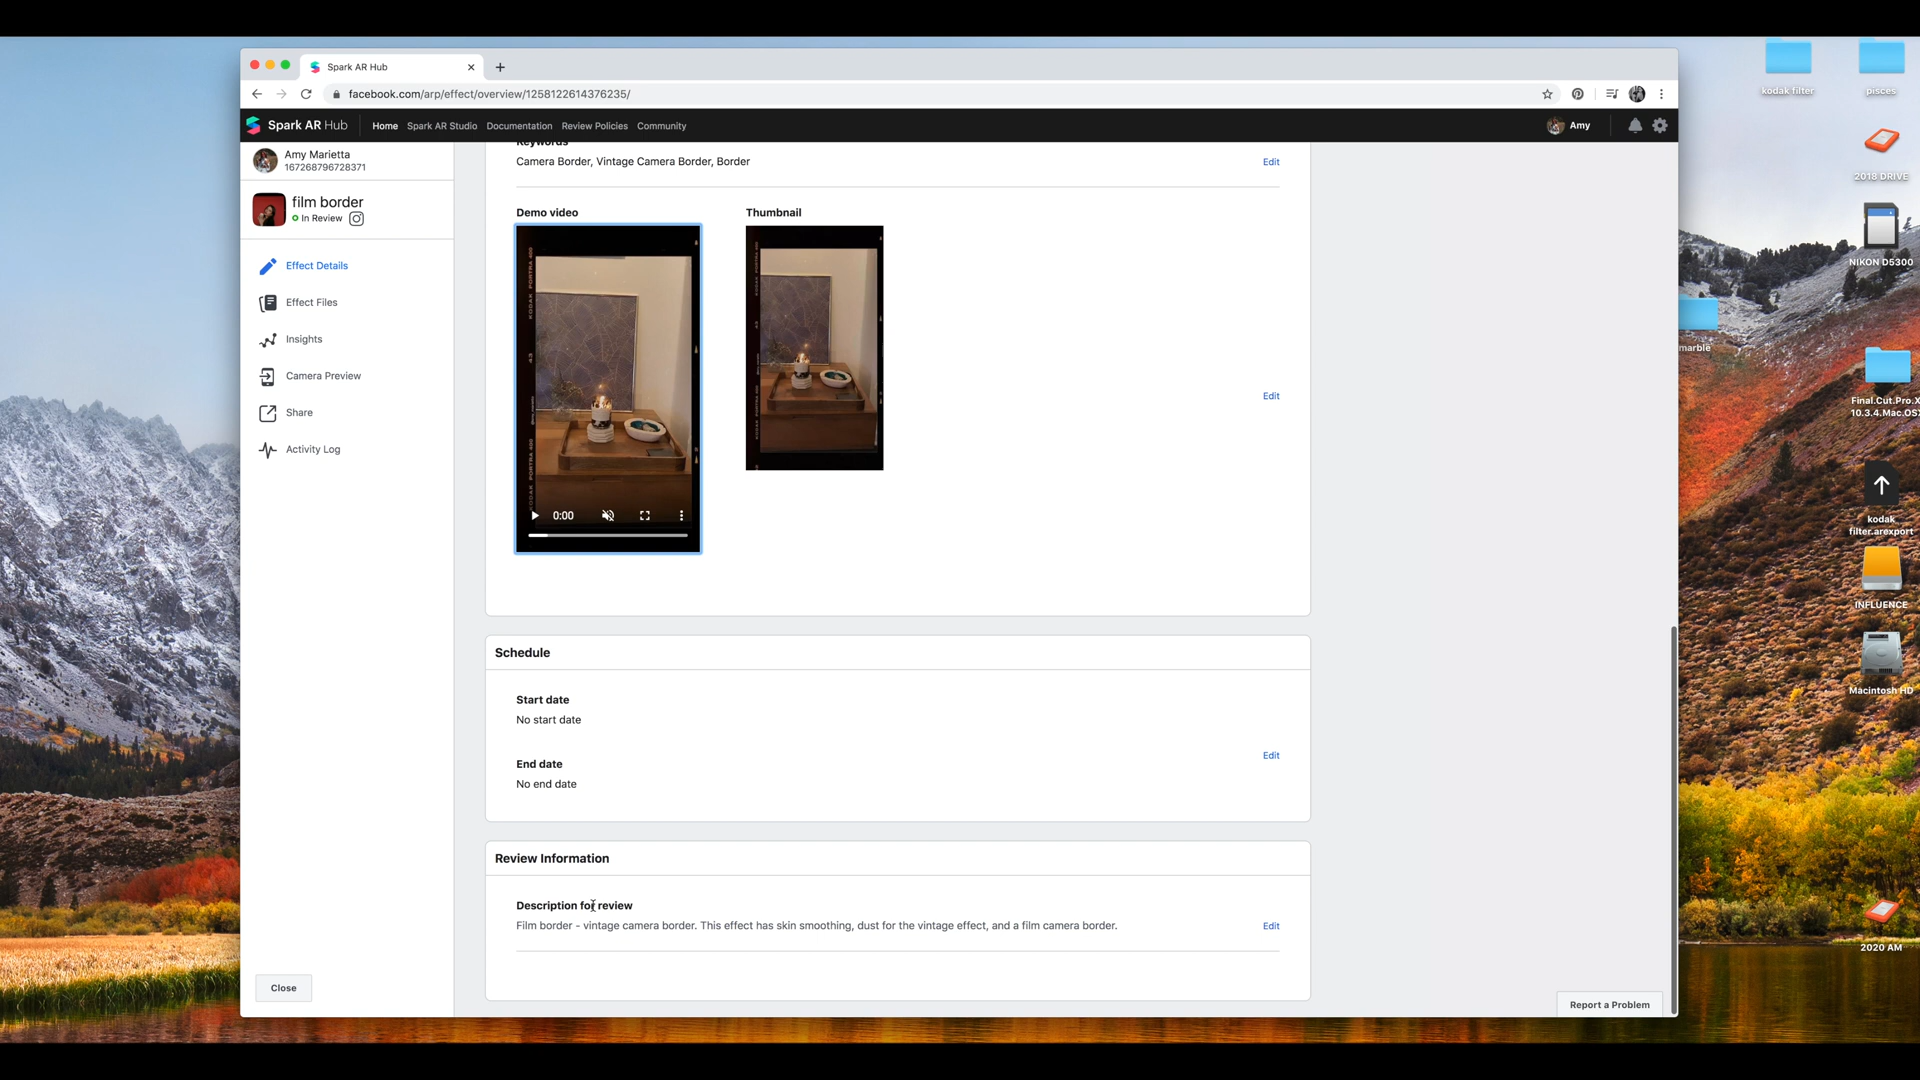 Spark AR Hub
facebook.com/arp/effect/overview/1258122614376235/
Spark AR Hub
Home
Spark AR Studio
Documentation
Review Policies
Community
Amy
Amy Marietta
167268796728371
film border
In Review
Effect Details
Effect Files
Insights
Camera Preview
Share
Activity Log
Close
Keywords
Camera Border, Vintage Camera Border, Border
Edit
Demo video
Thumbnail
KODAK PORTRA 400
43
0:00
Edit
Schedule
Start date
No start date
End date
No end date
Edit
Review Information
Description for review
Film border - vintage camera border. This effect has skin smoothing, dust for the vintage effect, and a film camera border.
Edit
Report a Problem
kodak filter
pisces
2018 DRIVE
NIKON D5300
marble
Final.Cut.Pro.X
10.3.4.Mac.OS
kodak
filter.arexport
INFLUENCE
Macintosh HD
2020 AM